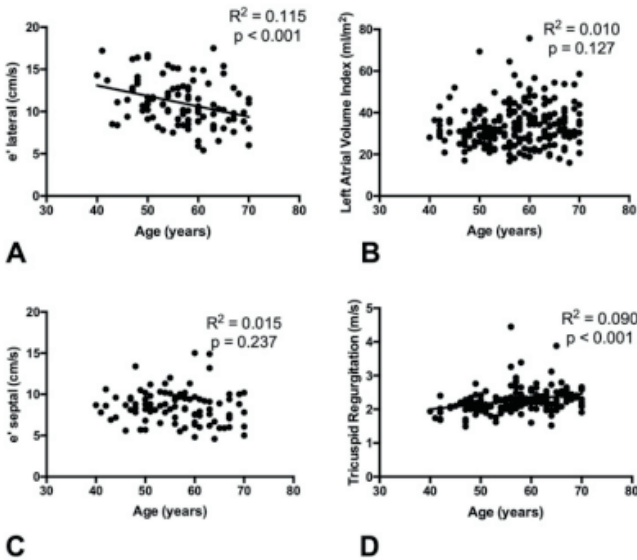 R² = 0.115
p < 0.001
20
15
10
5
0
e' lateral (cm/s)
30 40 50 60 70 80
Age (years)
A
R² = 0.010
p = 0.127
80
60
40
20
0
Left Atrial Volume Index (ml/m²)
30 40 50 60 70 80
Age (years)
B
R² = 0.015
p = 0.237
20
15
10
5
0
e' septal (cm/s)
30 40 50 60 70 80
Age (years)
C
R² = 0.090
p < 0.001
5
4
3
2
1
0
Tricuspid Regurgitation (m/s)
30 40 50 60 70 80
Age (years)
D